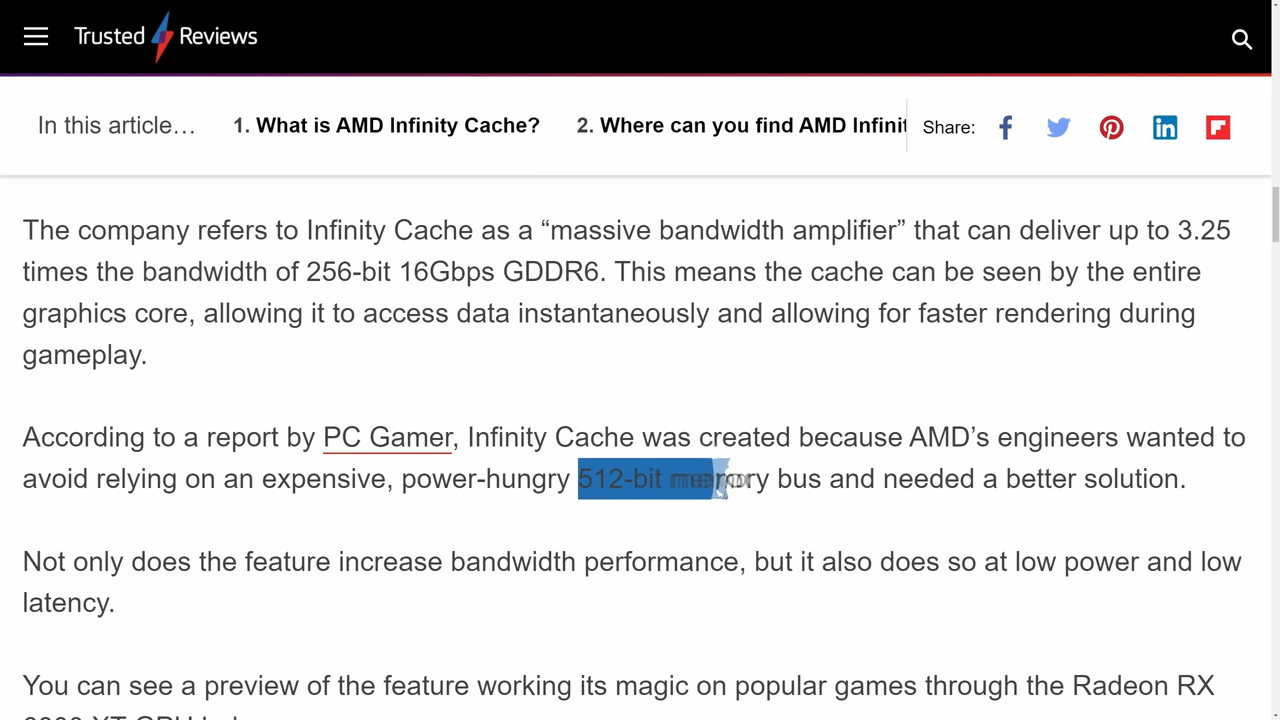 Trusted Reviews
In this article…
1. What is AMD Infinity Cache?
2. Where can you find AMD Infinit
Share:
The company refers to Infinity Cache as a “massive bandwidth amplifier” that can deliver up to 3.25
times the bandwidth of 256-bit 16Gbps GDDR6. This means the cache can be seen by the entire
graphics core, allowing it to access data instantaneously and allowing for faster rendering during
gameplay.
According to a report by PC Gamer, Infinity Cache was created because AMD’s engineers wanted to
avoid relying on an expensive, power-hungry 512-bit memory bus and needed a better solution.
Not only does the feature increase bandwidth performance, but it also does so at low power and low
latency.
You can see a preview of the feature working its magic on popular games through the Radeon RX